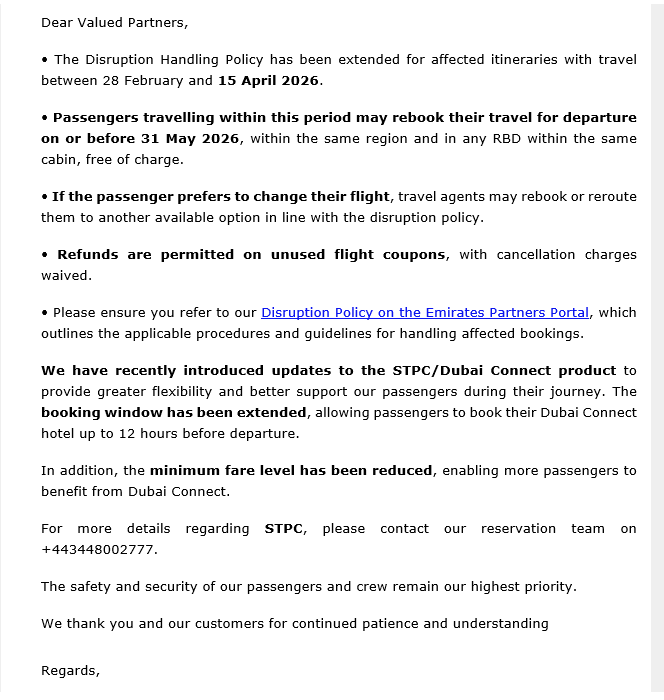 Dear Valued Partners,
• The Disruption Handling Policy has been extended for affected itineraries with travel
between 28 February and 15 April 2026.
• Passengers travelling within this period may rebook their travel for departure
on or before 31 May 2026, within the same region and in any RBD within the same
cabin, free of charge.
• If the passenger prefers to change their flight, travel agents may rebook or reroute
them to another available option in line with the disruption policy.
• Refunds are permitted on unused flight coupons, with cancellation charges
waived.
• Please ensure you refer to our Disruption Policy on the Emirates Partners Portal, which
outlines the applicable procedures and guidelines for handling affected bookings.
We have recently introduced updates to the STPC/Dubai Connect product to
provide greater flexibility and better support our passengers during their journey. The
booking window has been extended, allowing passengers to book their Dubai Connect
hotel up to 12 hours before departure.
In addition, the minimum fare level has been reduced, enabling more passengers to
benefit from Dubai Connect.
For more details regarding STPC, please contact our reservation team on
+443448002777.
The safety and security of our passengers and crew remain our highest priority.
We thank you and our customers for continued patience and understanding
Regards,